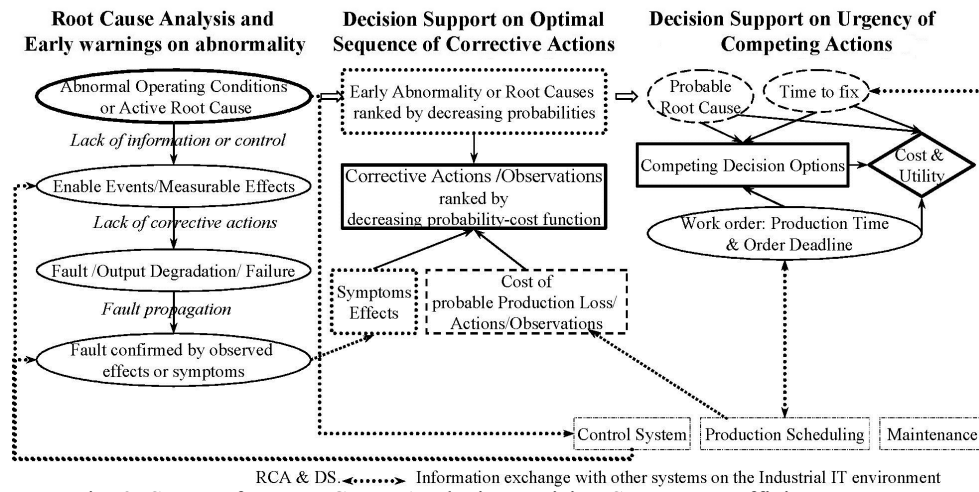 Root Cause Analysis and
Early warnings on abnormality
Abnormal Operating Conditions
or Active Root Cause
Lack of information or control
Enable Events/Measurable Effects
Lack of corrective actions
Fault /Output Degradation/ Failure
Fault propagation
Fault confirmed by observed
effects or symptoms
Decision Support on Optimal
Sequence of Corrective Actions
Early Abnormality or Root Causes
ranked by decreasing probabilities
Corrective Actions /Observations
ranked by
decreasing probability-cost function
Symptoms
Effects
Cost of
probable Production Loss/
Actions/Observations
Decision Support on Urgency of
Competing Actions
Probable
Root Cause
Time to fix
Competing Decision Options
Cost &
Utility
Work order: Production Time
& Order Deadline
Control System
Production Scheduling
Maintenance
RCA & DS
Information exchange with other systems on the Industrial IT environment